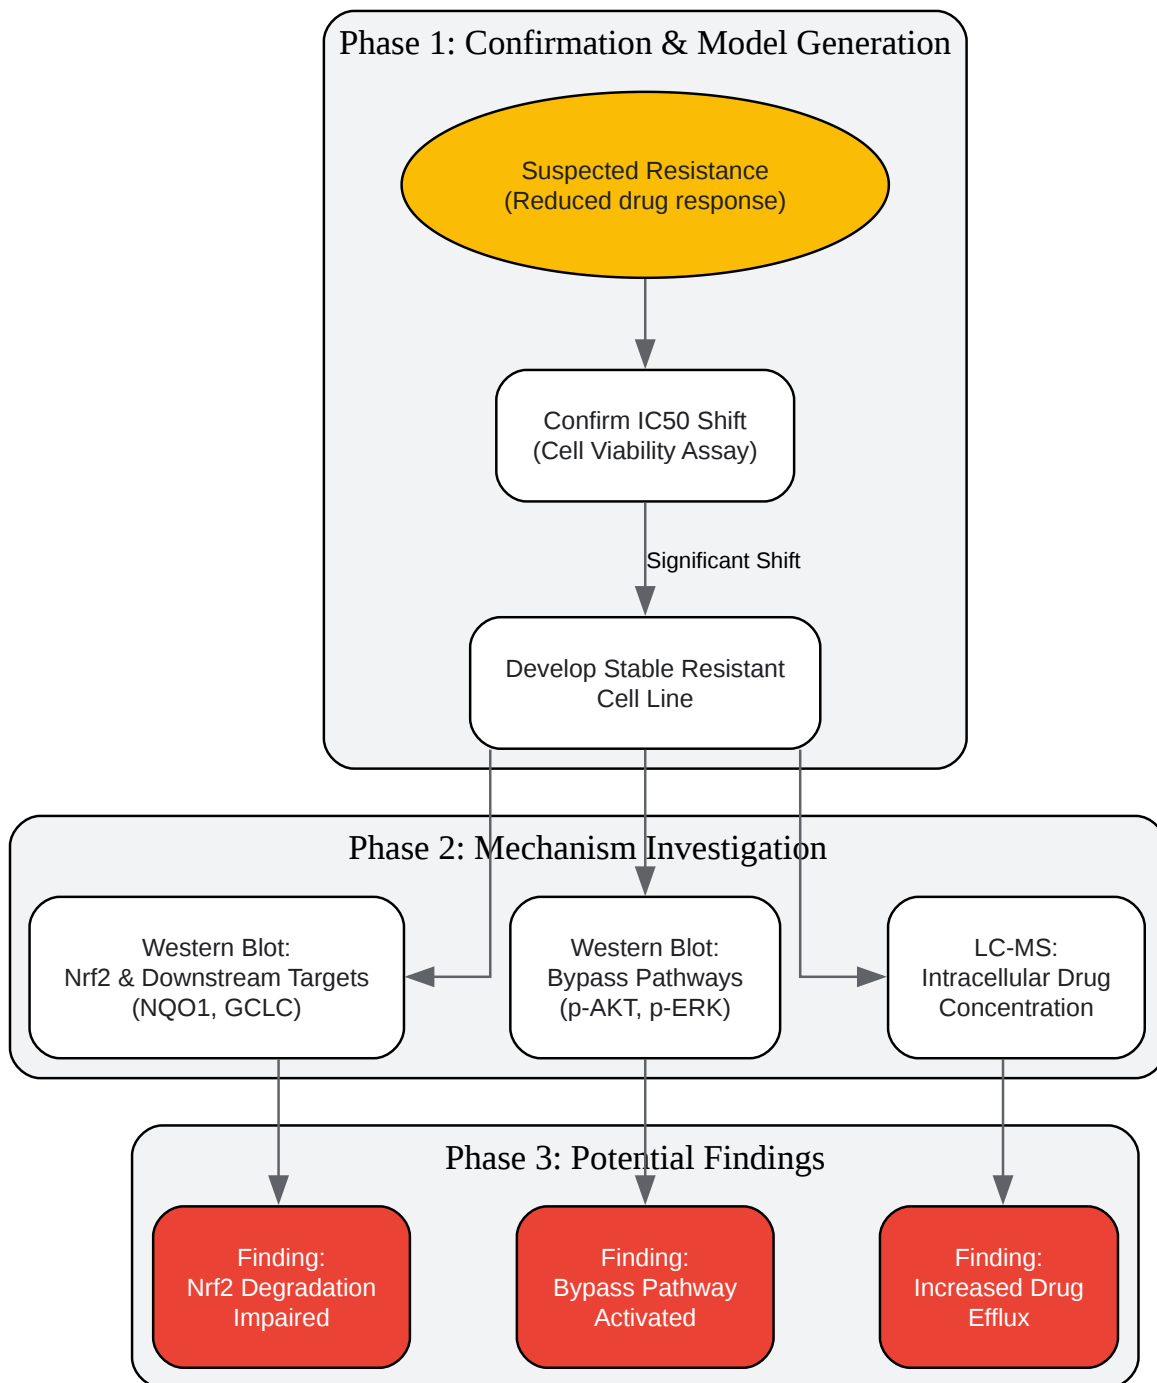 Phase 1: Confirmation & Model Generation
Suspected Resistance
(Reduced drug response)
Confirm IC50 Shift
(Cell Viability Assay)
Significant Shift
Develop Stable Resistant
Cell Line
Phase 2: Mechanism Investigation
Western Blot:
Nrf2 & Downstream Targets
(NQO1, GCLC)
Western Blot:
Bypass Pathways
(p-AKT, p-ERK)
LC-MS:
Intracellular Drug
Concentration
Phase 3: Potential Findings
Finding:
Nrf2 Degradation
Impaired
Finding:
Bypass Pathway
Activated
Finding:
Increased Drug
Efflux